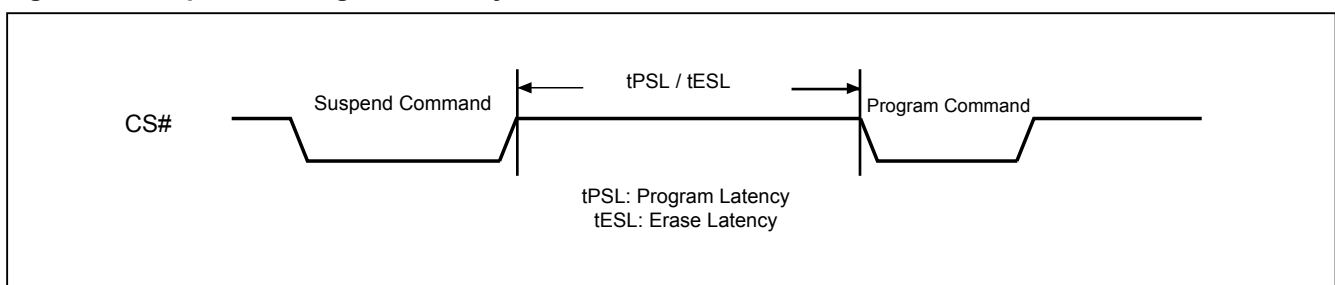 tPSL / tESL
Suspend Command
Program Command
CS#
tPSL: Program Latency
tESL: Erase Latency